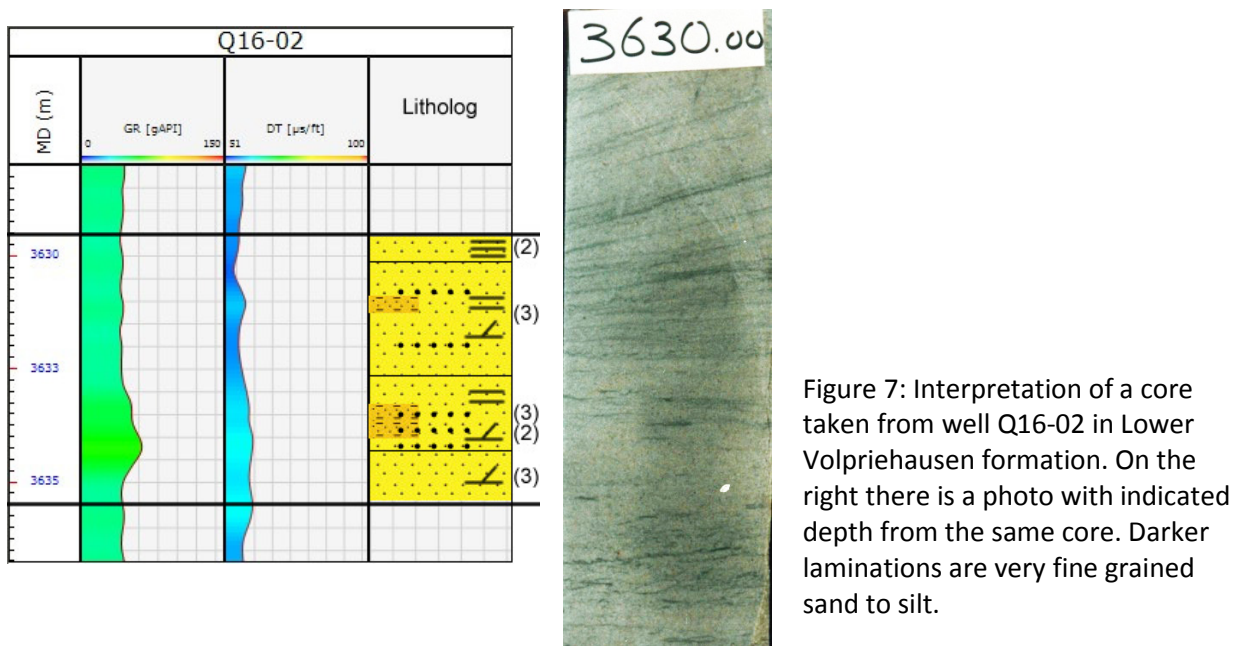 Q16-02
MD (m)
GR [gAPI]
0 150
DT [µs/ft]
51 100
Litholog
3630
3633
3635
(2)
(3)
(3)
(2)
(3)
3630.00
Figure 7: Interpretation of a core
taken from well Q16-02 in Lower
Volpriehausen formation. On the
right there is a photo with indicated
depth from the same core. Darker
laminations are very fine grained
sand to silt.